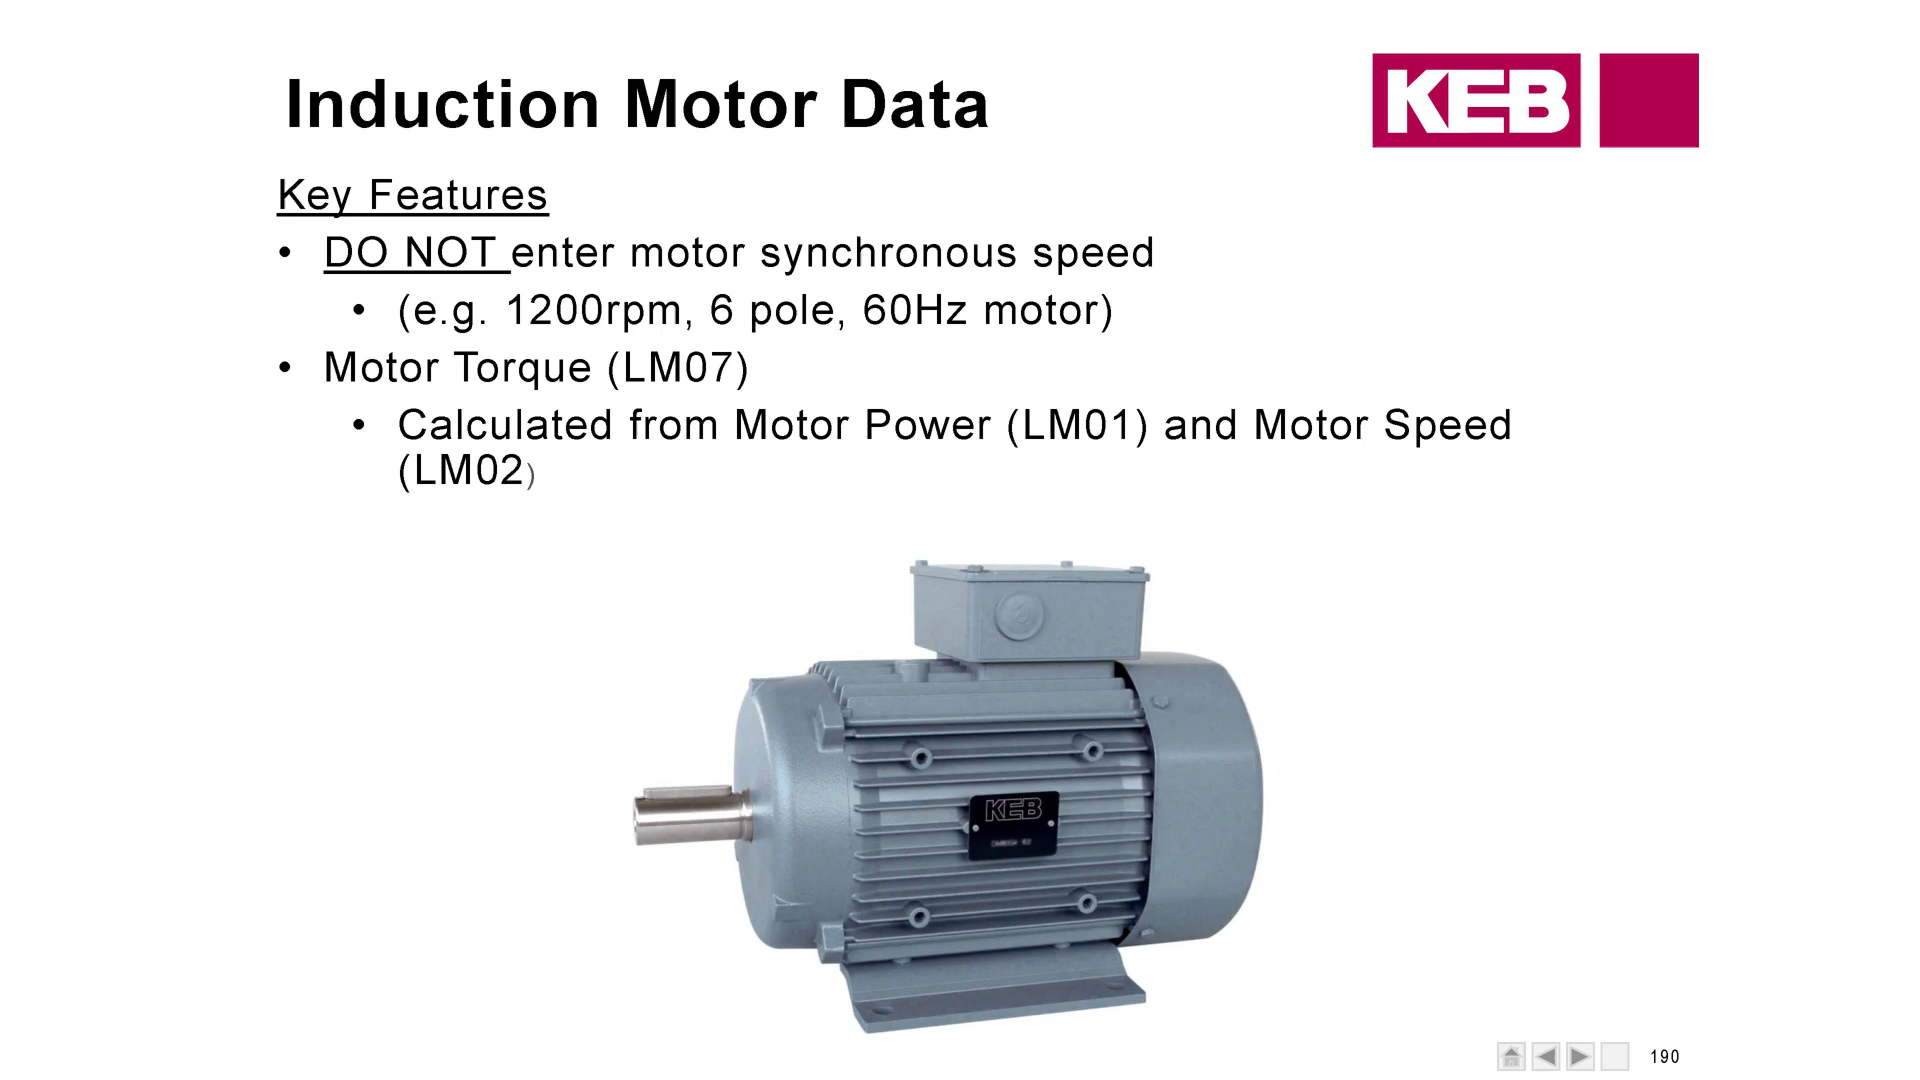 Induction Motor Data
KEB
Key Features
• DO NOT enter motor synchronous speed
• (e.g. 1200rpm, 6 pole, 60Hz motor)
• Motor Torque (LM07)
• Calculated from Motor Power (LM01) and Motor Speed
(LM02)
KEB
190